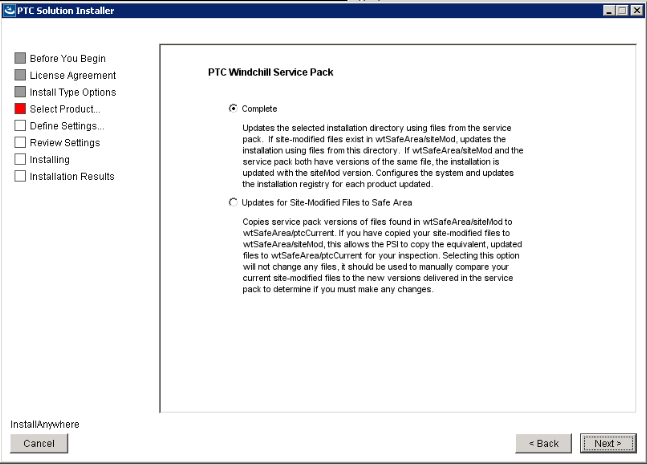 PTC Solution Installer
Before You Begin
License Agreement
Install Type Options
Select Product...
Define Settings...
Review Settings
Installing
Installation Results
PTC Windchill Service Pack
Complete
Updates the selected installation directory using files from the service
pack. If site-modified files exist in wtSafeArea/siteMod, updates the
installation using files from this directory. If wtSafeArea/siteMod and the
service pack both have versions of the same file, the installation is
updated with the siteMod version. Configures the system and updates
the installation registry for each product updated.
Updates for Site-Modified Files to Safe Area
Copies service pack versions of files found in wtSafeArea/siteMod to
wtSafeArea/ptcCurrent. If you have copied your site-modified files to
wtSafeArea/siteMod, this allows the PSI to copy the equivalent, updated
files to wtSafeArea/ptcCurrent for your inspection. Selecting this option
will not change any files, it should be used to manually compare your
current site-modified files to the new versions delivered in the service
pack to determine if you must make any changes.
InstallAnywhere
Cancel
< Back
Next >